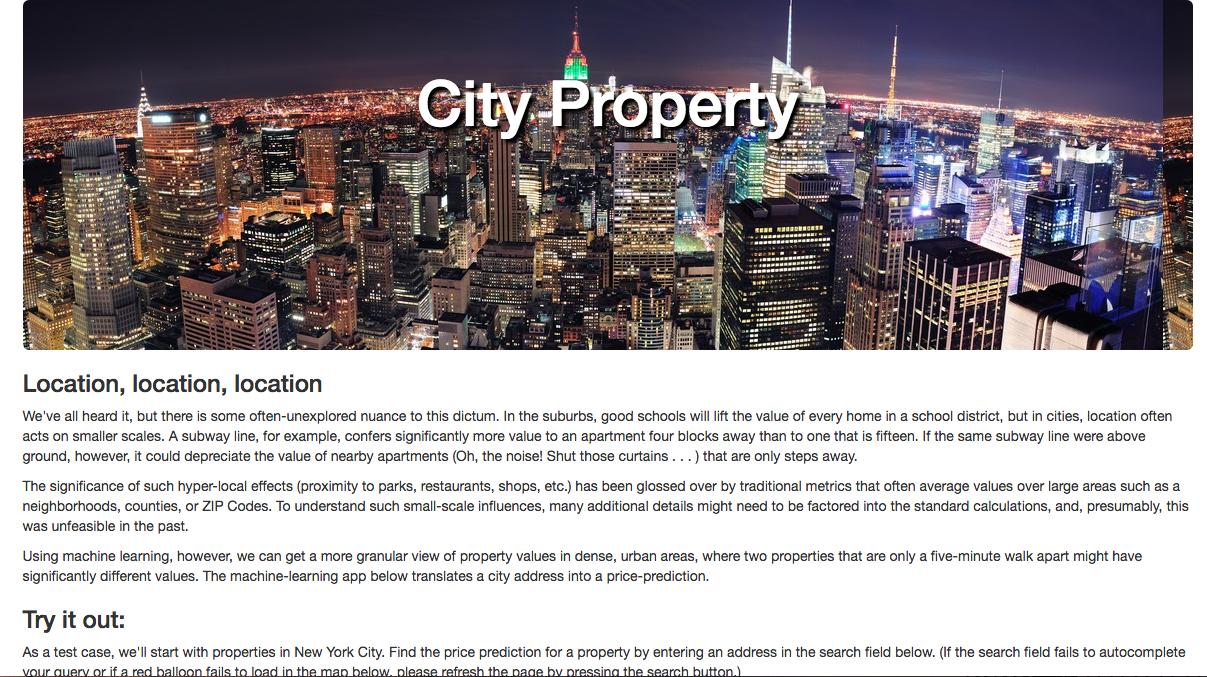 City Property
Location, location, location
We've all heard it, but there is some often-unexplored nuance to this dictum. In the suburbs, good schools will lift the value of every home in a school district, but in cities, location often
acts on smaller scales. A subway line, for example, confers significantly more value to an apartment four blocks away than to one that is fifteen. If the same subway line were above
ground, however, it could depreciate the value of nearby apartments (Oh, the noise! Shut those curtains . . . ) that are only steps away.
The significance of such hyper-local effects (proximity to parks, restaurants, shops, etc.) has been glossed over by traditional metrics that often average values over large areas such as a
neighborhoods, counties, or ZIP Codes. To understand such small-scale influences, many additional details might need to be factored into the standard calculations, and, presumably, this
was unfeasible in the past.
Using machine learning, however, we can get a more granular view of property values in dense, urban areas, where two properties that are only a five-minute walk apart might have
significantly different values. The machine-learning app below translates a city address into a price-prediction.
Try it out:
As a test case, we'll start with properties in New York City. Find the price prediction for a property by entering an address in the search field below. (If the search field fails to autocomplete
your query or if a red balloon fails to load in the map below, please refresh the page by pressing the search button.)